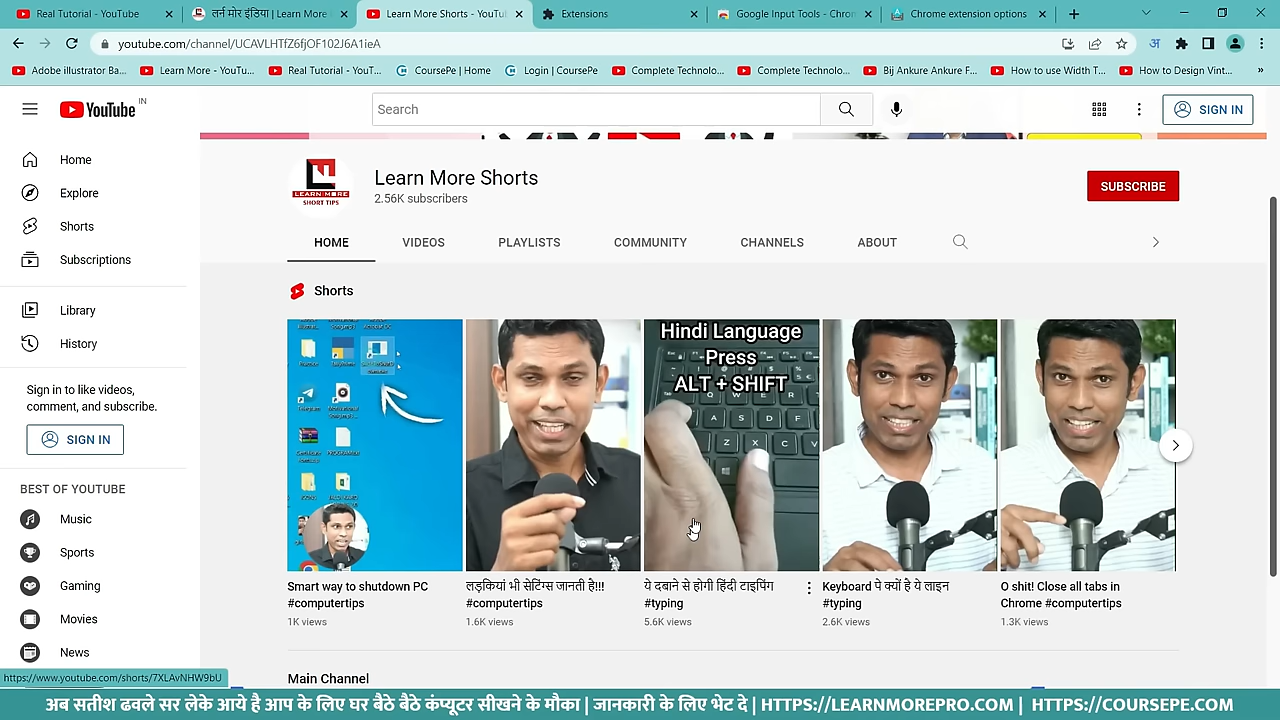 Real Tutorial - YouTube
लर्न मोर इंडिया | Learn More
Learn More Shorts - YouTu
Extensions
Google Input Tools - Chrom
Chrome extension options
youtube.com/channel/UCAVLHTfZ6fjOF102J6A1ieA
अ
Adobe illustrator Ba...
Learn More - YouTu...
Real Tutorial - YouT...
CoursePe | Home
Login | CoursePe
Complete Technolo...
Complete Technolo...
Bij Ankure Ankure F...
How to use Width T...
How to Design Vint...
YouTube IN
Search
SIGN IN
Home
Explore
Shorts
Subscriptions
Library
History
Sign in to like videos,
comment, and subscribe.
SIGN IN
BEST OF YOUTUBE
Music
Sports
Gaming
Movies
News
LEARN MORE
SHORT TIPS
Learn More Shorts
2.56K subscribers
SUBSCRIBE
HOME
VIDEOS
PLAYLISTS
COMMUNITY
CHANNELS
ABOUT
Shorts
Hindi Language
Press
ALT + SHIFT
Smart way to shutdown PC
#computertips
1K views
लड़कियां भी सेटिंग्स जानती है!!!
#computertips
1.6K views
ये दबाने से होगी हिंदी टाइपिंग
#typing
5.6K views
Keyboard पे क्यों है ये लाइन
#typing
2.6K views
O shit! Close all tabs in
Chrome #computertips
1.3K views
Main Channel
https://www.youtube.com/shorts/7XLAvNHW9bU
अब सतीश ढवले सर लेके आये है आप के लिए घर बैठे बैठे कंप्यूटर सीखने के मौका | जानकारी के लिए भेट दे | HTTPS://LEARNMOREPRO.COM | HTTPS://COURSEPE.COM